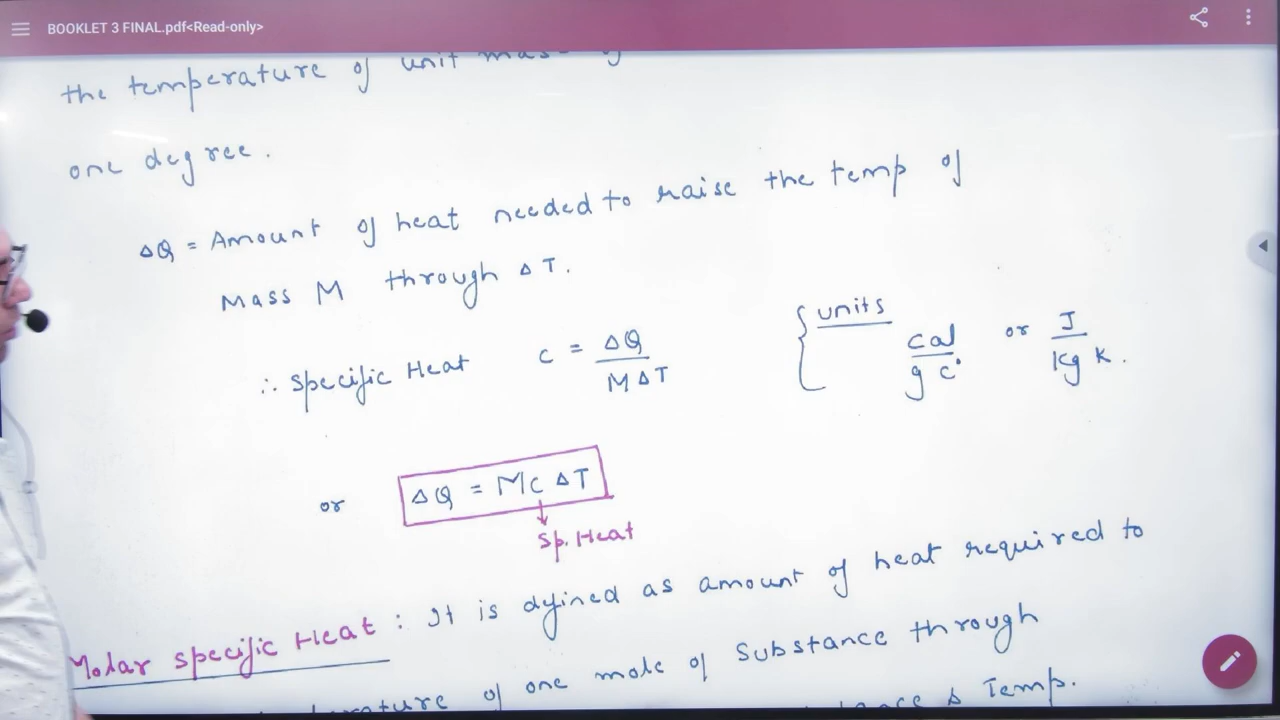 BOOKLET 3 FINAL.pdf<Read-only>
the temperature of unit mass of
one degree.
ΔQ = Amount of heat needed to raise the temp of
Mass M through ΔT.
∴ Specific Heat c = ΔQ / MΔT { units cal / g c° or J / kg k.
or ΔQ = Mc ΔT
Sp. Heat
Molar specific Heat : It is defined as amount of heat required to
of one mole of Substance through
Temp.